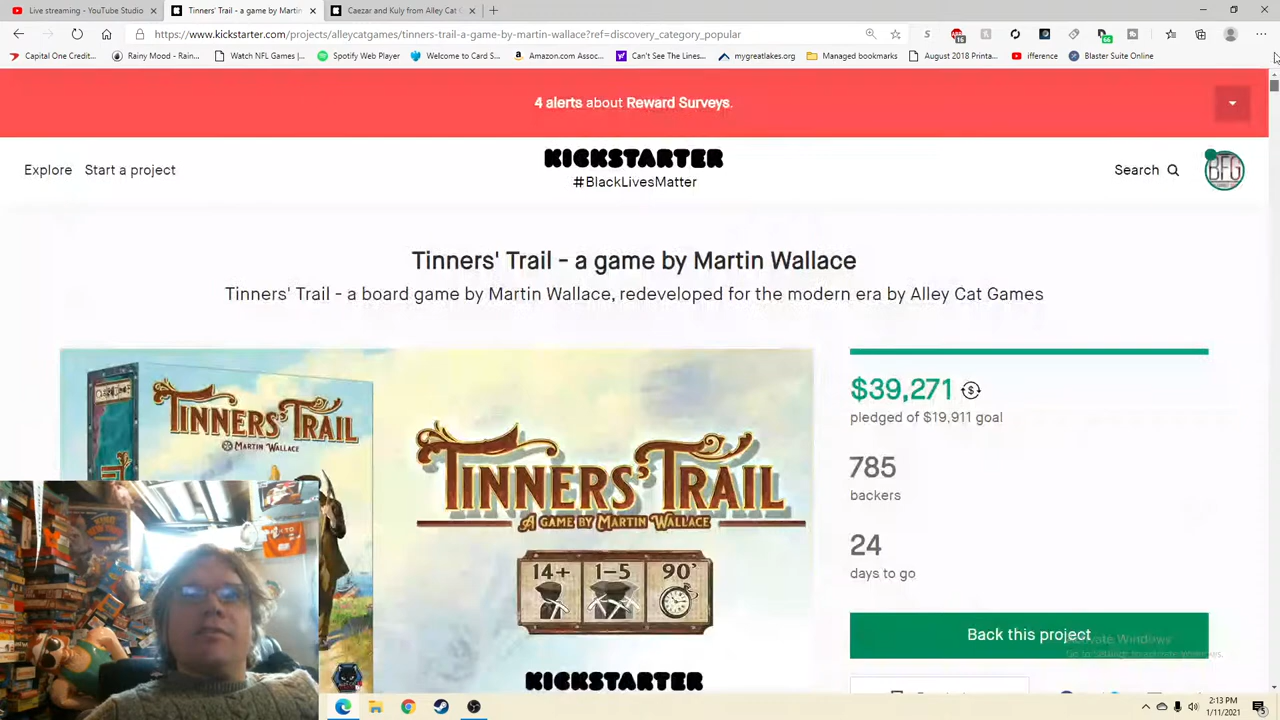 Live streaming - YouTube Studio
Tinners' Trail - a game by Martin
Caezar and Kuly from Alley Cat
https://www.kickstarter.com/projects/alleycatgames/tinners-trail-a-game-by-martin-wallace?ref=discovery_category_popular
Capital One Credit...
Rainy Mood - Rain...
Watch NFL Games |...
Spotify Web Player
Welcome to Card S...
Amazon.com Assoc...
Can't See The Lines...
mygreatlakes.org
Managed bookmarks
August 2018 Printa...
ifference
Blaster Suite Online
4 alerts about Reward Surveys.
Explore
Start a project
KICKSTARTER
#BlackLivesMatter
Search
BFG
Tinners' Trail - a game by Martin Wallace
Tinners' Trail - a board game by Martin Wallace, redeveloped for the modern era by Alley Cat Games
TINNERS' TRAIL
MARTIN WALLACE
TINNERS' TRAIL
A GAME BY MARTIN WALLACE
14+ 1-5 90'
KICKSTARTER
$39,271
pledged of $19,911 goal
785
backers
24
days to go
Back this project
Activate Windows
2:13 PM
1/11/2021